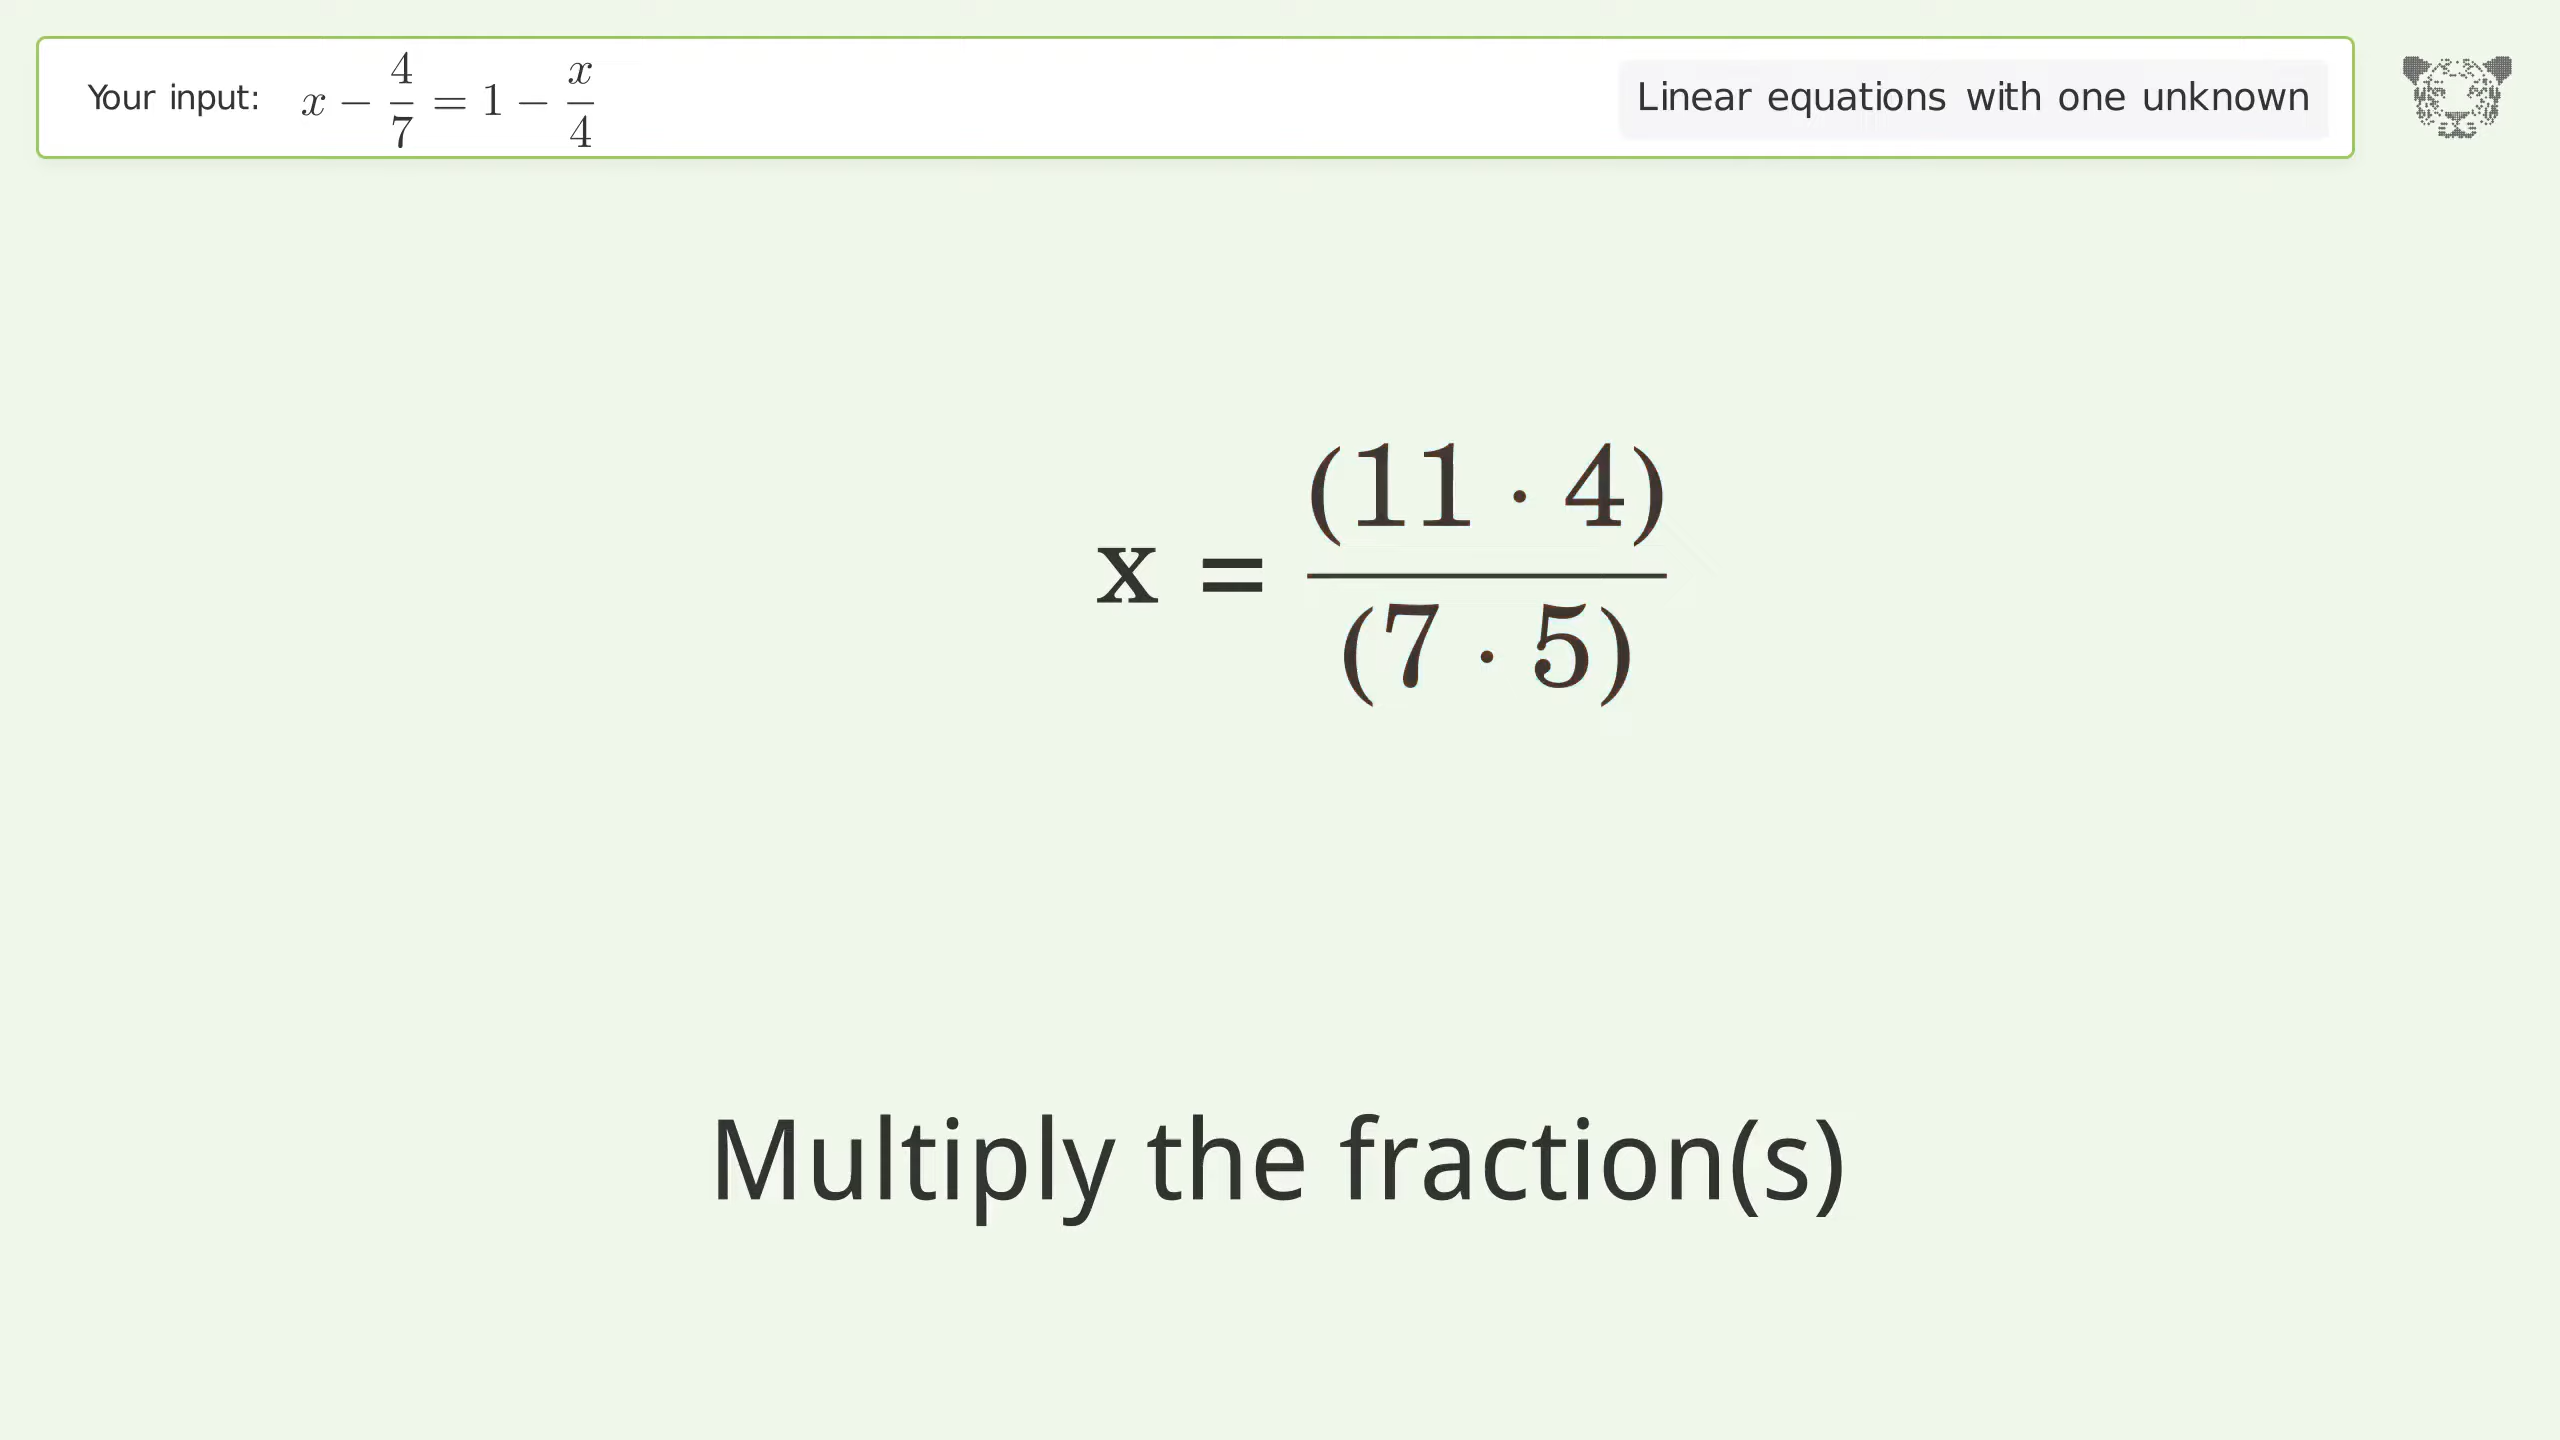 Your input: x − 4/7 = 1 − x/4
Linear equations with one unknown
x = (11 · 4)/(7 · 5)
Multiply the fraction(s)